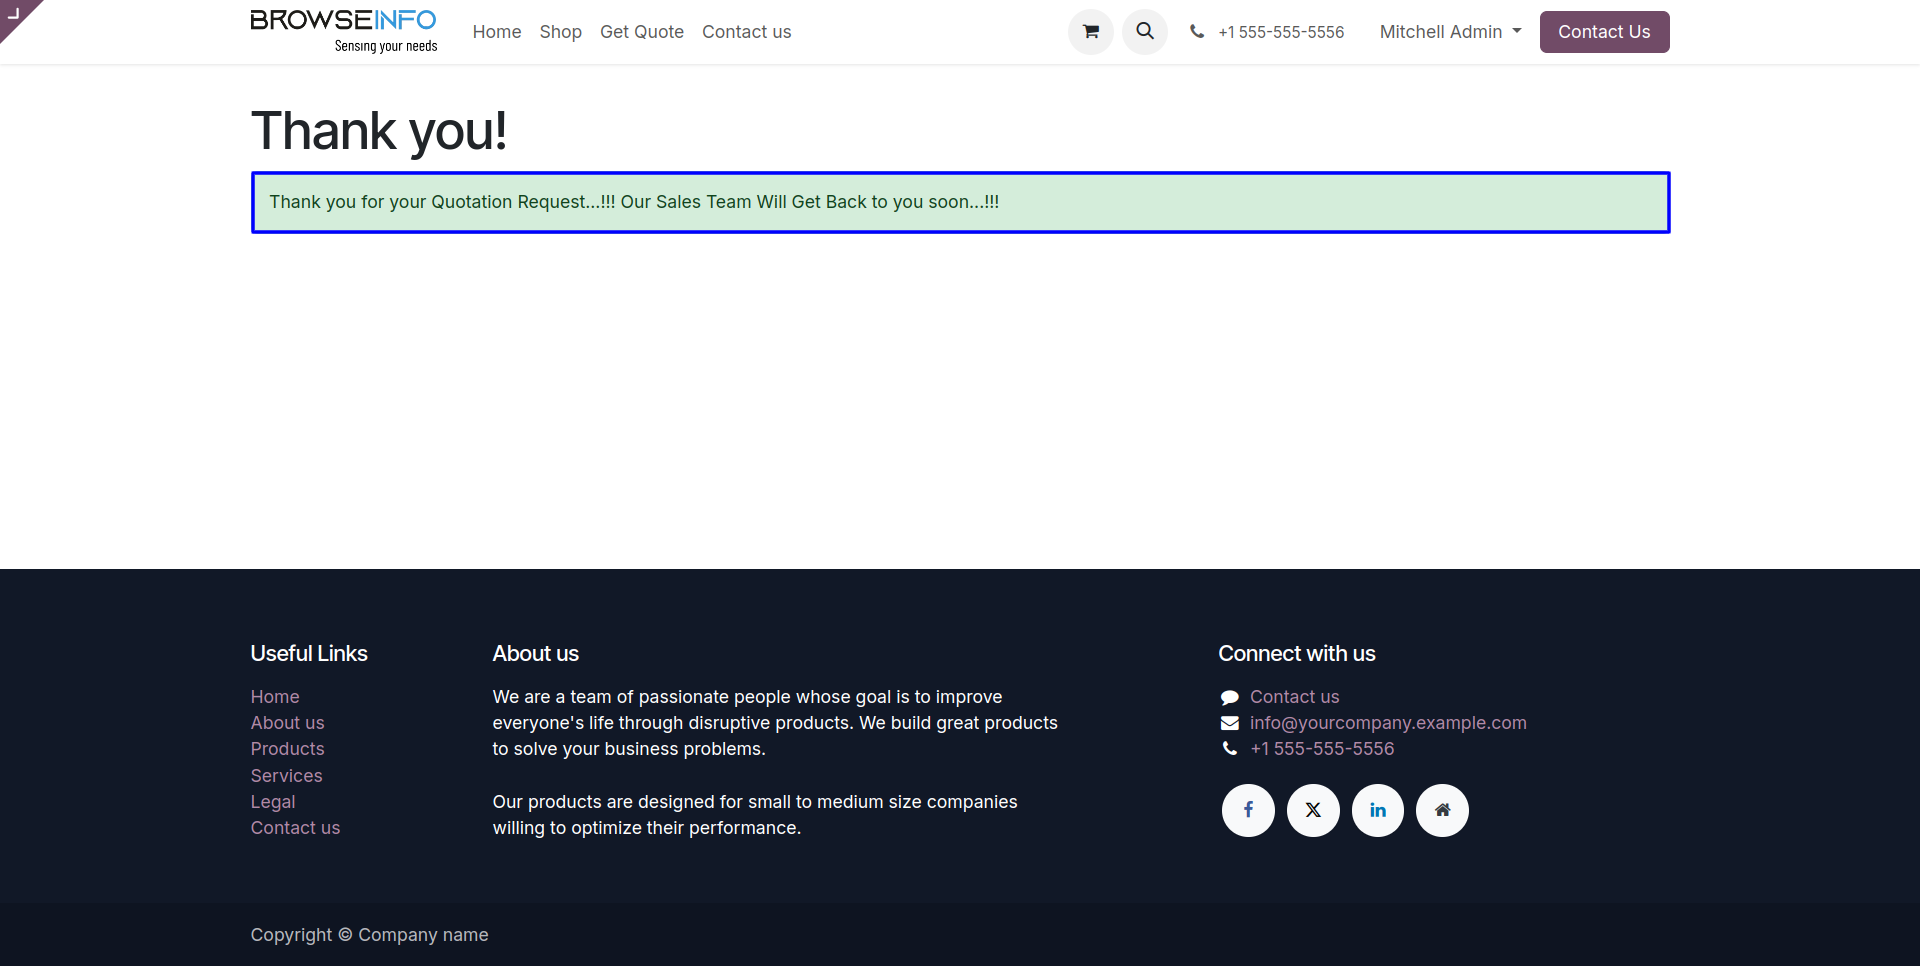 BROWSEINFO
Sensing your needs
Home
Shop
Get Quote
Contact us
+1 555-555-5556
Mitchell Admin
Contact Us
Thank you!
Thank you for your Quotation Request...!!! Our Sales Team Will Get Back to you soon...!!!
Useful Links
Home
About us
Products
Services
Legal
Contact us
About us
We are a team of passionate people whose goal is to improve
everyone's life through disruptive products. We build great products
to solve your business problems.
Our products are designed for small to medium size companies
willing to optimize their performance.
Connect with us
Contact us
info@yourcompany.example.com
+1 555-555-5556
Copyright © Company name